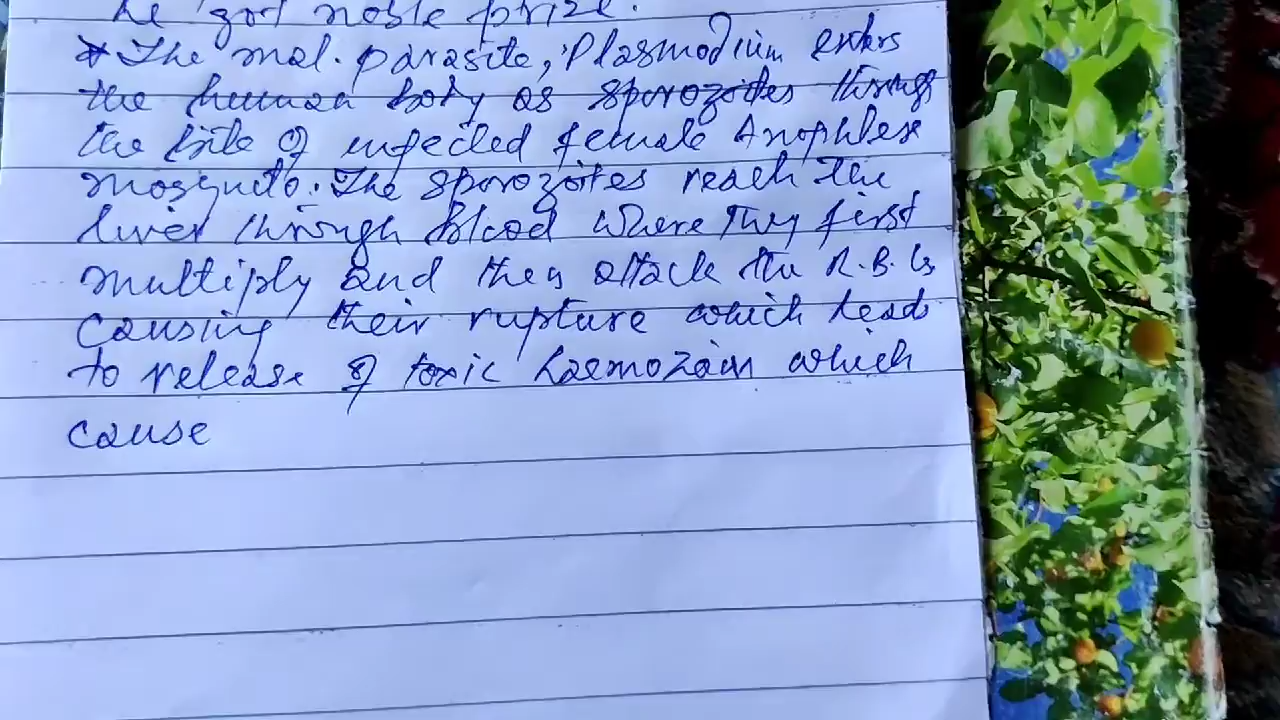 he got noble prize.
* The mal. parasite, Plasmodium enters
the human body as sporozoites through
the bite of infected female Anophles
mosquito. The sporozoites reach the
liver through blood where they first
multiply and then attack the R.B.Cs
causing their rupture which leads
to release of toxic haemozoin which
cause